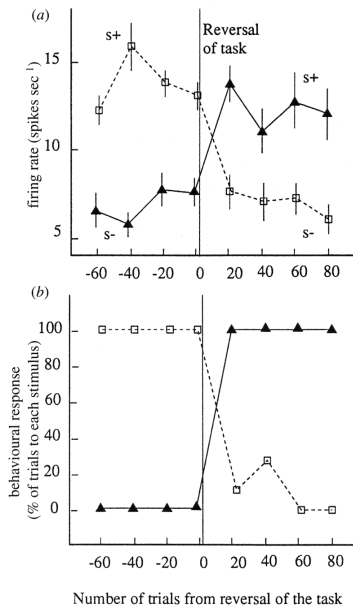 (a)
s+
Reversal
of task
s+
s-
s-
firing rate (spikes sec⁻¹)
15
10
5
-60 -40 -20 0 20 40 60 80
(b)
behavioural response
(% of trials to each stimulus)
100
80
60
40
20
0
-60 -40 -20 0 20 40 60 80
Number of trials from reversal of the task